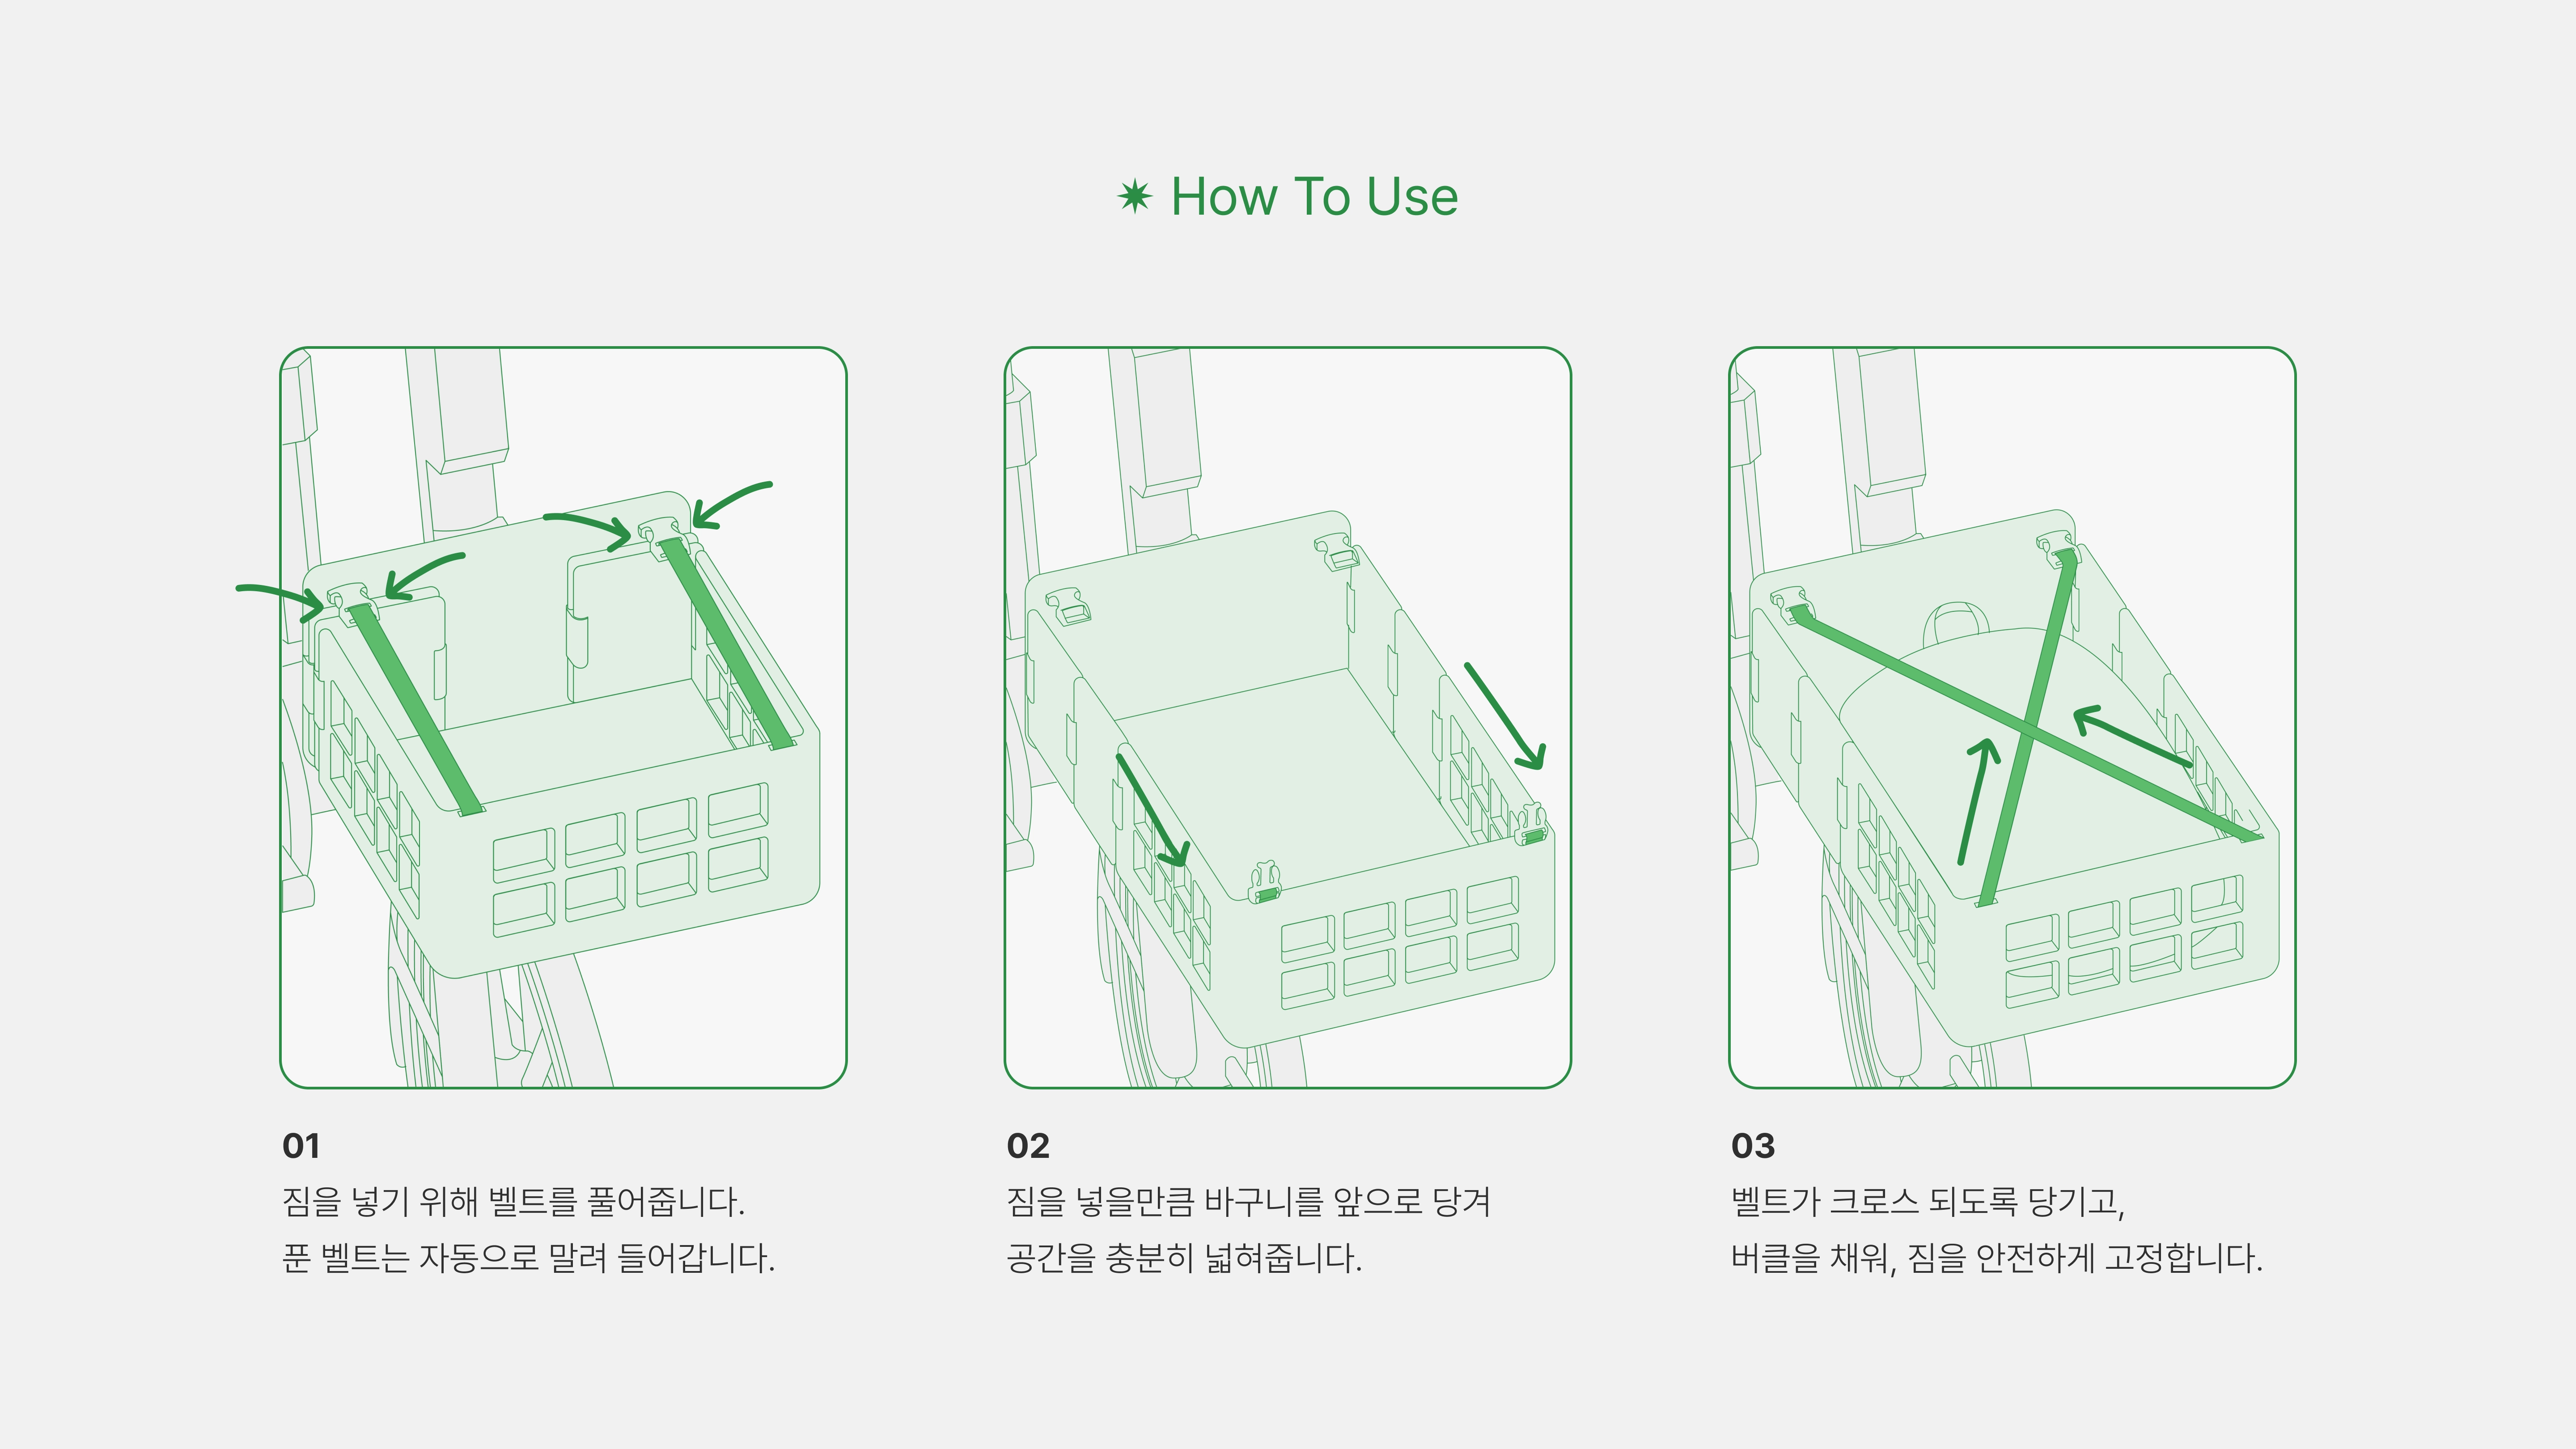 How To Use
01
짐을 넣기 위해 벨트를 풀어줍니다.
푼 벨트는 자동으로 말려 들어갑니다.
02
짐을 넣을만큼 바구니를 앞으로 당겨
공간을 충분히 넓혀줍니다.
03
벨트가 크로스 되도록 당기고,
버클을 채워, 짐을 안전하게 고정합니다.